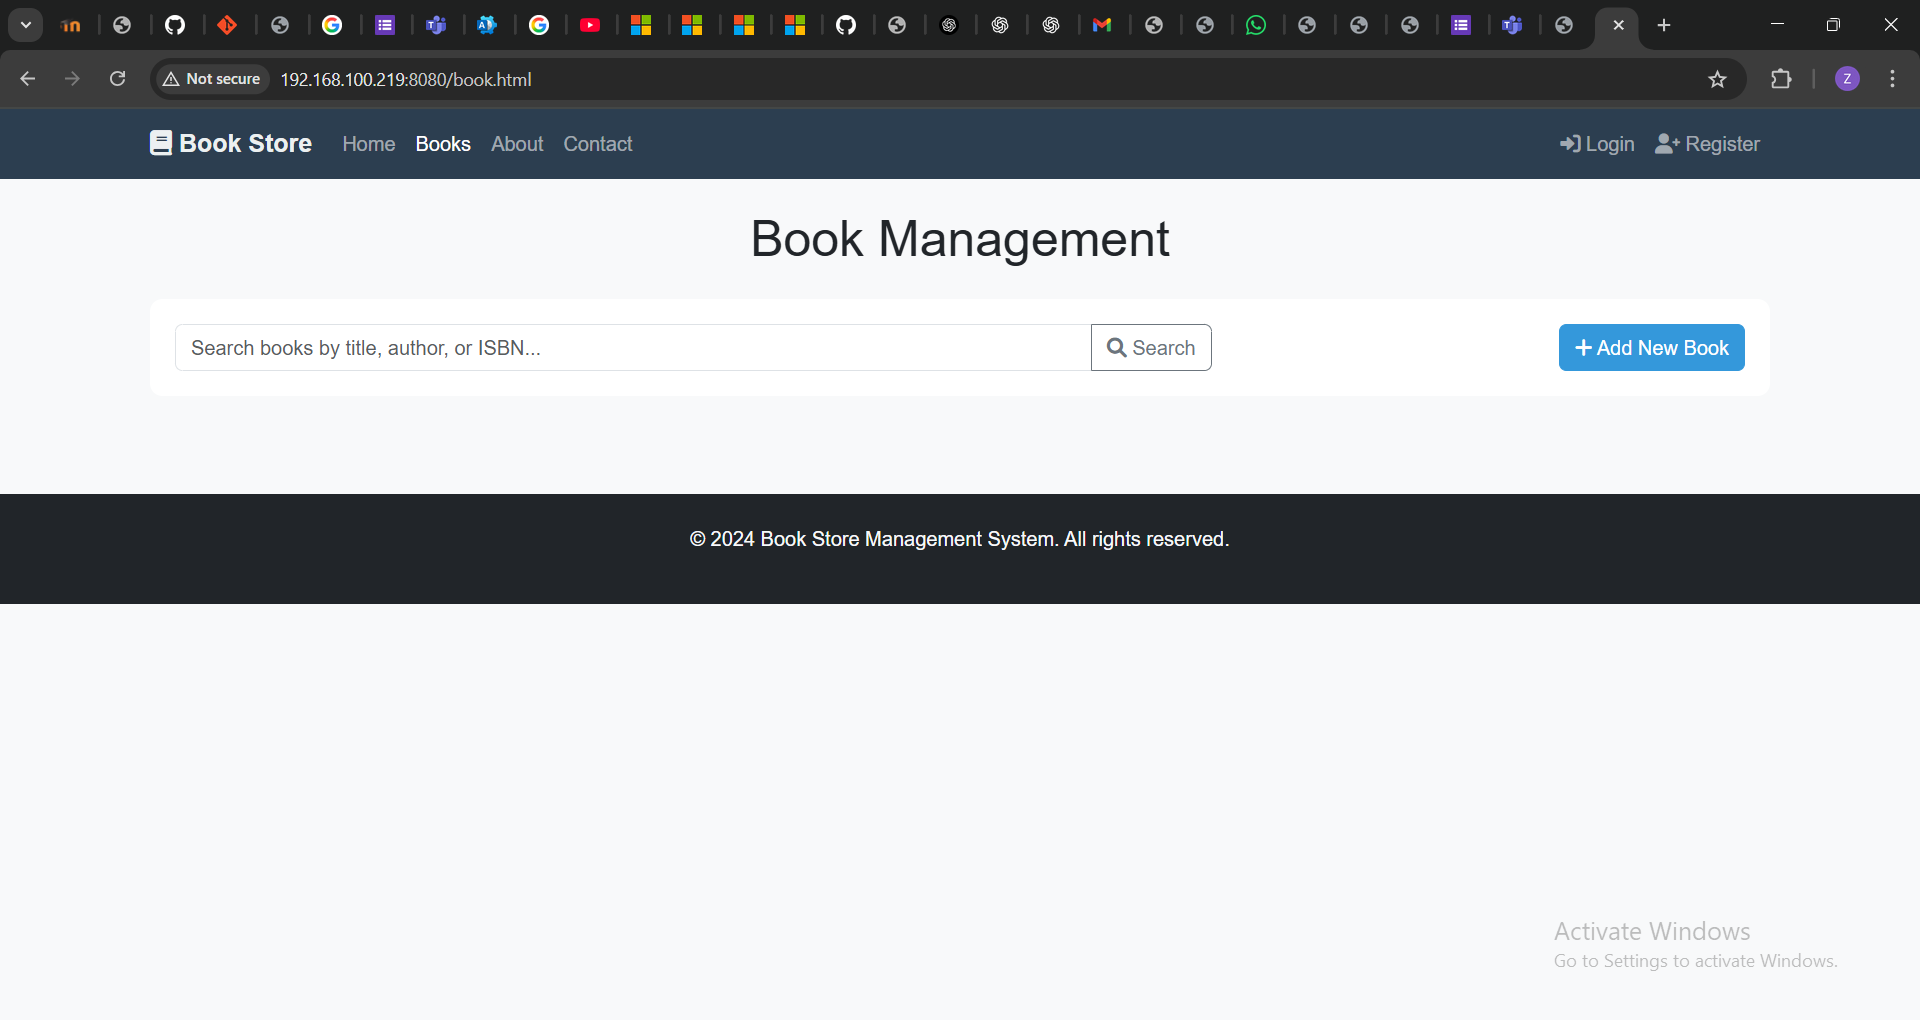 Not secure 192.168.100.219:8080/book.html
Z
Book Store Home Books About Contact Login Register
Book Management
Search books by title, author, or ISBN... Search + Add New Book
© 2024 Book Store Management System. All rights reserved.
Activate Windows
Go to Settings to activate Windows.